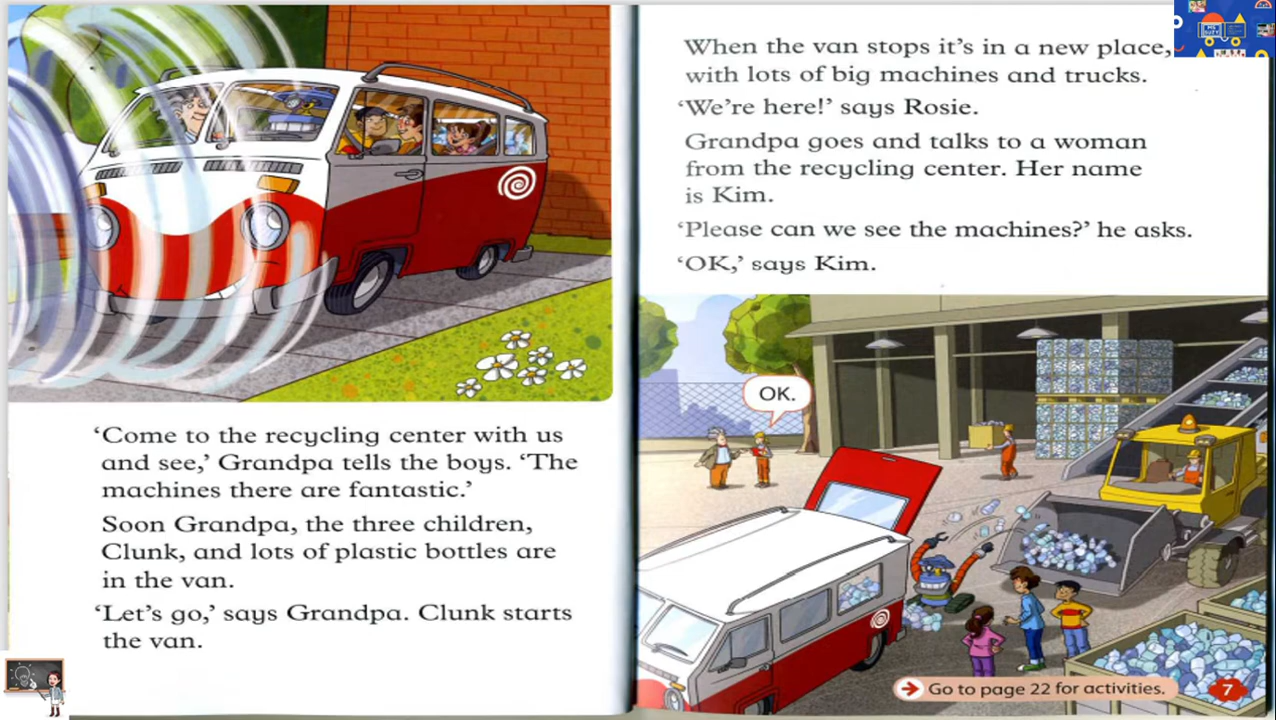 ‘Come to the recycling center with us
and see,’ Grandpa tells the boys. ‘The
machines there are fantastic.’
Soon Grandpa, the three children,
Clunk, and lots of plastic bottles are
in the van.
‘Let’s go,’ says Grandpa. Clunk starts
the van.
When the van stops it’s in a new place,
with lots of big machines and trucks.
‘We’re here!’ says Rosie.
Grandpa goes and talks to a woman
from the recycling center. Her name
is Kim.
‘Please can we see the machines?’ he asks.
‘OK,’ says Kim.
OK.
Go to page 22 for activities.
7